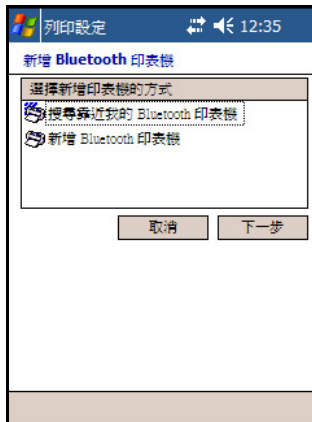 列印設定 12:35
新增 Bluetooth 印表機
選擇新增印表機的方式
搜尋靠近我的 Bluetooth 印表機
新增 Bluetooth 印表機
取消 下一步